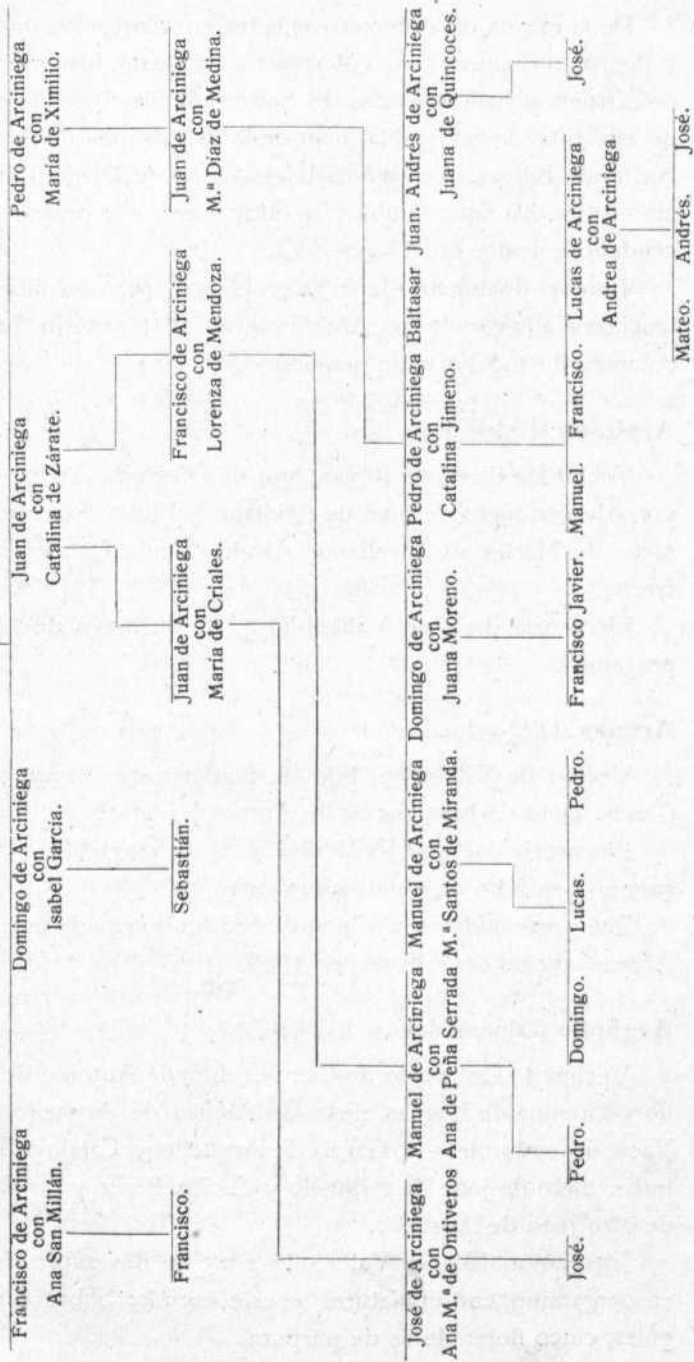 Francisco de Arciniega
con
Ana San Millán.
Domingo de Arciniega
con
Isabel García.
Juan de Arciniega
con
Catalina de Zárate.
Pedro de Arciniega
con
María de Ximilio.
Francisco.
Sebastián.
Juan de Arciniega
con
María de Criales.
Francisco de Arciniega
con
Lorenza de Mendoza.
Juan de Arciniega
con
M.ª Díaz de Medina.
José de Arciniega
con
Ana M.ª de Ontiveros
Manuel de Arciniega
con
Ana de Peña Serrada
Manuel de Arciniega
con
M.ª Santos de Miranda.
Domingo de Arciniega
con
Juana Moreno.
Pedro de Arciniega
con
Catalina Jimeno.
Baltasar
Juan.
Andrés de Arciniega
con
Juana de Quincoces.
José.
Pedro.
Domingo.
Lucas.
Pedro.
Francisco Javier.
Manuel.
Francisco.
Lucas de Arciniega
con
Andrea de Arciniega.
José.
Mateo.
Andrés.
José.